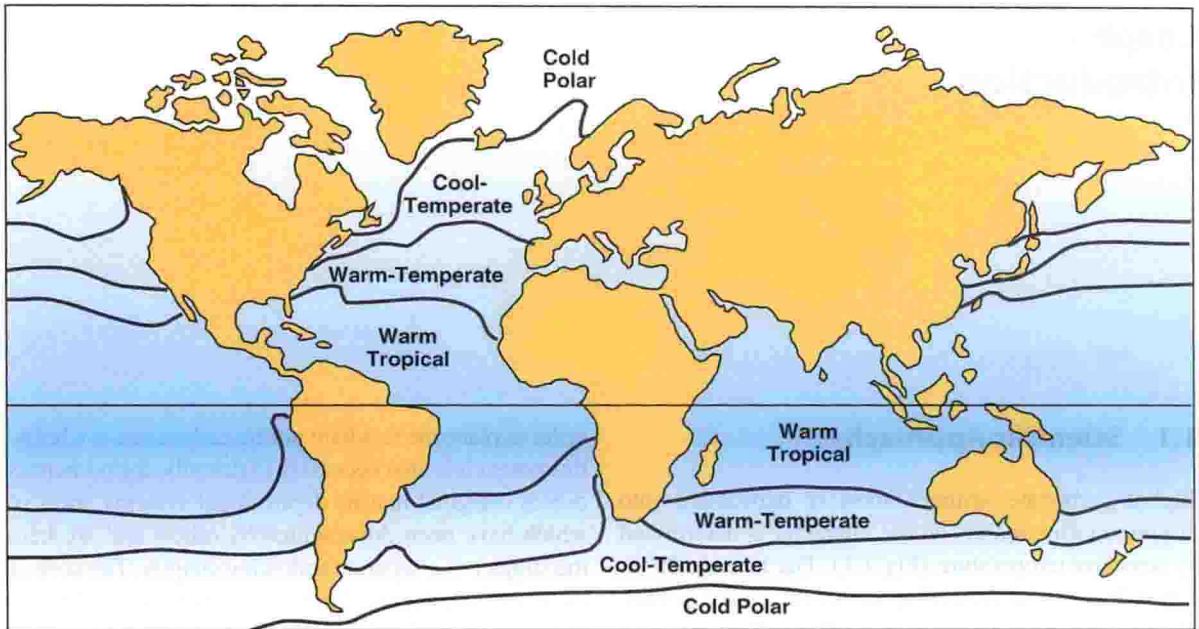 Cold
Polar
Cool-
Temperate
Warm-Temperate
Warm
Tropical
Warm
Tropical
Warm-Temperate
Cool-Temperate
Cold Polar